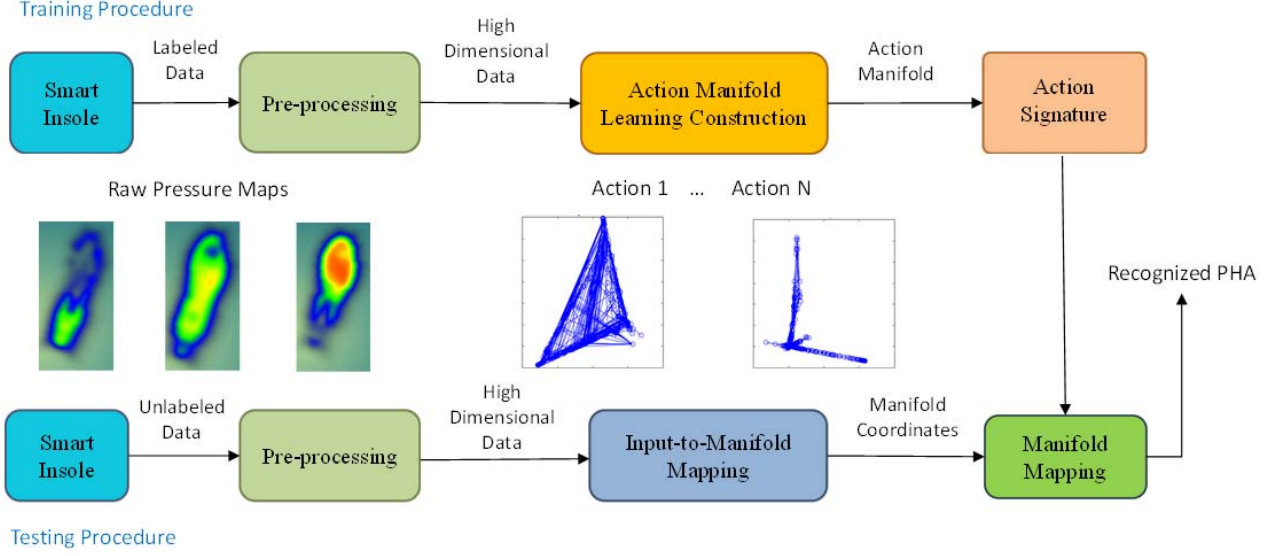 Training Procedure
Smart
Insole
Labeled
Data
Pre-processing
High
Dimensional
Data
Action Manifold
Learning Construction
Action
Manifold
Action
Signature
Raw Pressure Maps
Action 1 ... Action N
Recognized PHA
Smart
Insole
Unlabeled
Data
Pre-processing
High
Dimensional
Data
Input-to-Manifold
Mapping
Manifold
Coordinates
Manifold
Mapping
Testing Procedure